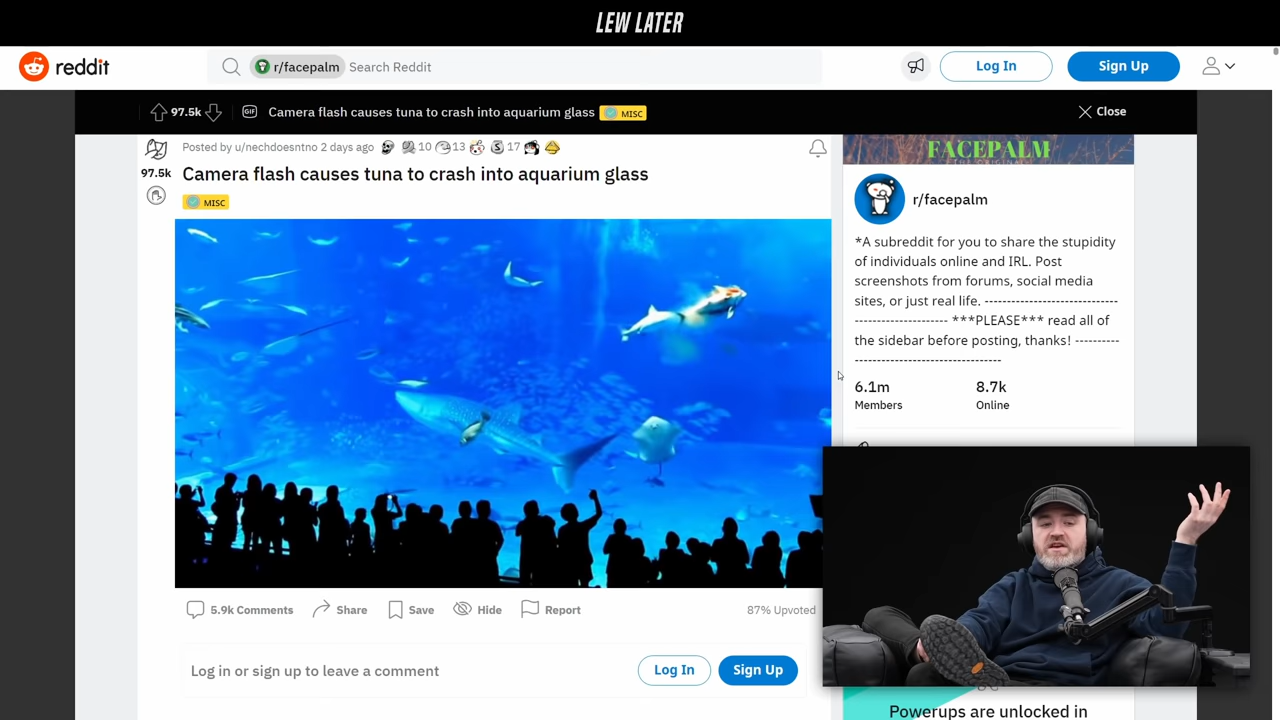 LEW LATER
reddit
r/facepalm Search Reddit
Log In
Sign Up
97.5k
GIF
Camera flash causes tuna to crash into aquarium glass
MISC
Close
Posted by u/nechdoesntno 2 days ago
10
13
17
97.5k
Camera flash causes tuna to crash into aquarium glass
MISC
5.9k Comments
Share
Save
Hide
Report
87% Upvoted
Log in or sign up to leave a comment
Log In
Sign Up
FACEPALM
r/facepalm
*A subreddit for you to share the stupidity
of individuals online and IRL. Post
screenshots from forums, social media
sites, or just real life. -----------------------------
-------------------- ***PLEASE*** read all of
the sidebar before posting, thanks! ----------
--------------------------------
6.1m
Members
8.7k
Online
Powerups are unlocked in